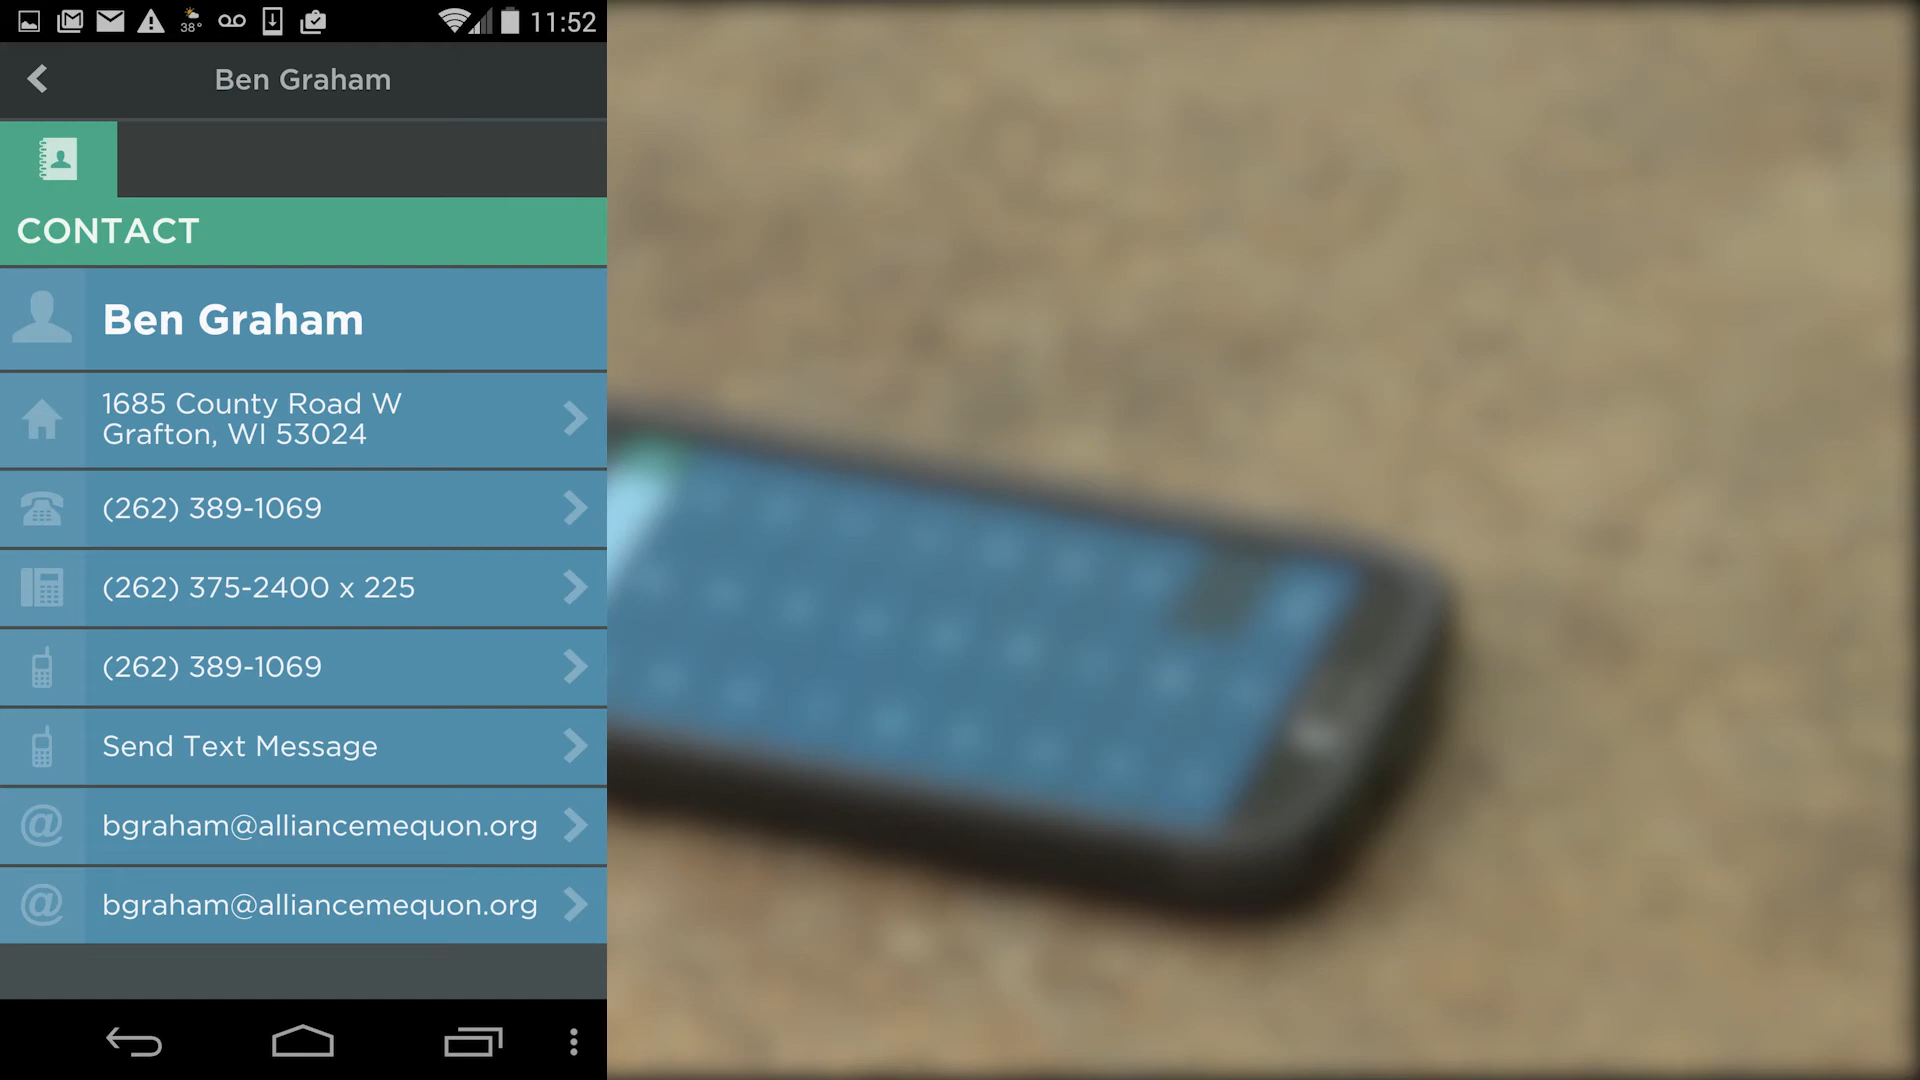 38°
11:52
Ben Graham
CONTACT
Ben Graham
1685 County Road W
Grafton, WI 53024
(262) 389-1069
(262) 375-2400 x 225
(262) 389-1069
Send Text Message
@ bgraham@alliancemequon.org
@ bgraham@alliancemequon.org